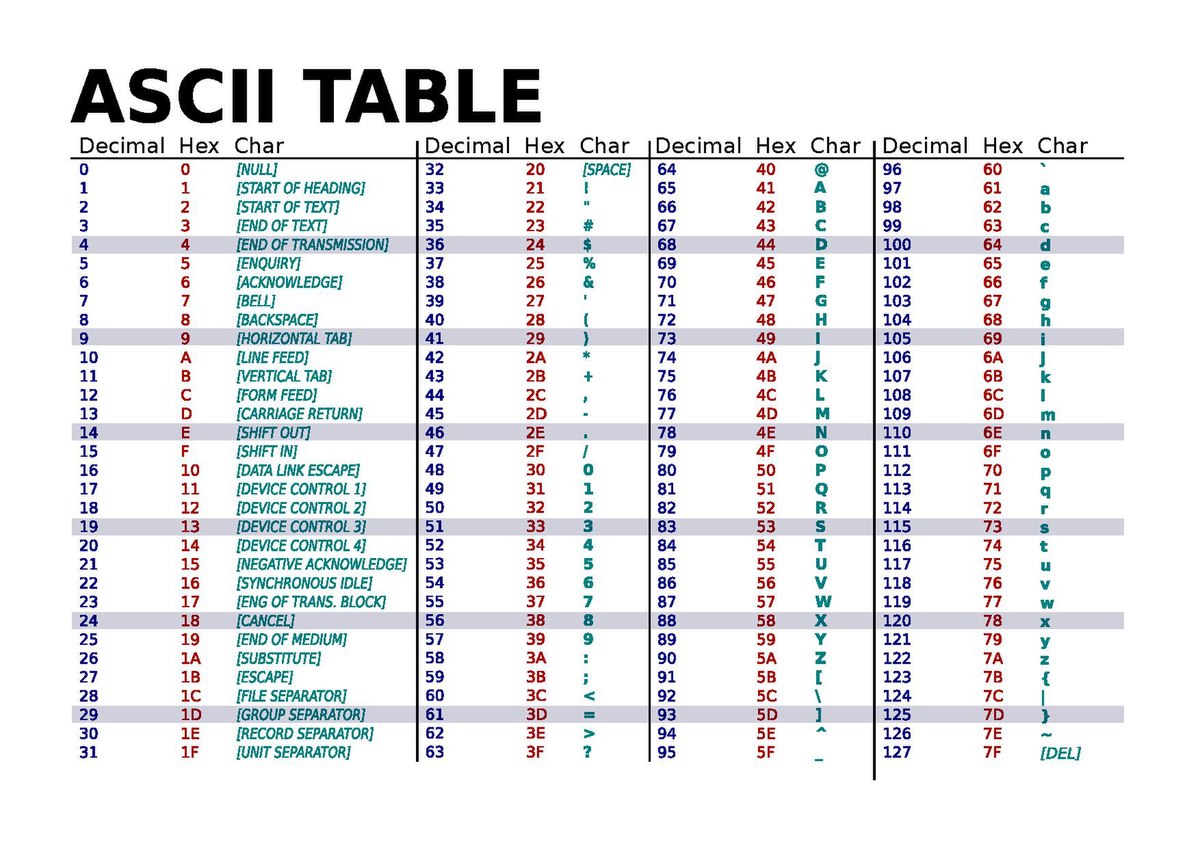 ASCII TABLE
Decimal Hex Char Decimal Hex Char Decimal Hex Char Decimal Hex Char
0 0 [NULL] 32 20 [SPACE] 64 40 @ 96 60 `
1 1 [START OF HEADING] 33 21 ! 65 41 A 97 61 a
2 2 [START OF TEXT] 34 22 " 66 42 B 98 62 b
3 3 [END OF TEXT] 35 23 # 67 43 C 99 63 c
4 4 [END OF TRANSMISSION] 36 24 $ 68 44 D 100 64 d
5 5 [ENQUIRY] 37 25 % 69 45 E 101 65 e
6 6 [ACKNOWLEDGE] 38 26 & 70 46 F 102 66 f
7 7 [BELL] 39 27 ' 71 47 G 103 67 g
8 8 [BACKSPACE] 40 28 ( 72 48 H 104 68 h
9 9 [HORIZONTAL TAB] 41 29 ) 73 49 I 105 69 i
10 A [LINE FEED] 42 2A * 74 4A J 106 6A j
11 B [VERTICAL TAB] 43 2B + 75 4B K 107 6B k
12 C [FORM FEED] 44 2C , 76 4C L 108 6C l
13 D [CARRIAGE RETURN] 45 2D - 77 4D M 109 6D m
14 E [SHIFT OUT] 46 2E . 78 4E N 110 6E n
15 F [SHIFT IN] 47 2F / 79 4F O 111 6F o
16 10 [DATA LINK ESCAPE] 48 30 0 80 50 P 112 70 p
17 11 [DEVICE CONTROL 1] 49 31 1 81 51 Q 113 71 q
18 12 [DEVICE CONTROL 2] 50 32 2 82 52 R 114 72 r
19 13 [DEVICE CONTROL 3] 51 33 3 83 53 S 115 73 s
20 14 [DEVICE CONTROL 4] 52 34 4 84 54 T 116 74 t
21 15 [NEGATIVE ACKNOWLEDGE] 53 35 5 85 55 U 117 75 u
22 16 [SYNCHRONOUS IDLE] 54 36 6 86 56 V 118 76 v
23 17 [ENG OF TRANS. BLOCK] 55 37 7 87 57 W 119 77 w
24 18 [CANCEL] 56 38 8 88 58 X 120 78 x
25 19 [END OF MEDIUM] 57 39 9 89 59 Y 121 79 y
26 1A [SUBSTITUTE] 58 3A : 90 5A Z 122 7A z
27 1B [ESCAPE] 59 3B ; 91 5B [ 123 7B {
28 1C [FILE SEPARATOR] 60 3C < 92 5C \ 124 7C |
29 1D [GROUP SEPARATOR] 61 3D = 93 5D ] 125 7D }
30 1E [RECORD SEPARATOR] 62 3E > 94 5E ^ 126 7E ~
31 1F [UNIT SEPARATOR] 63 3F ? 95 5F _ 127 7F [DEL]